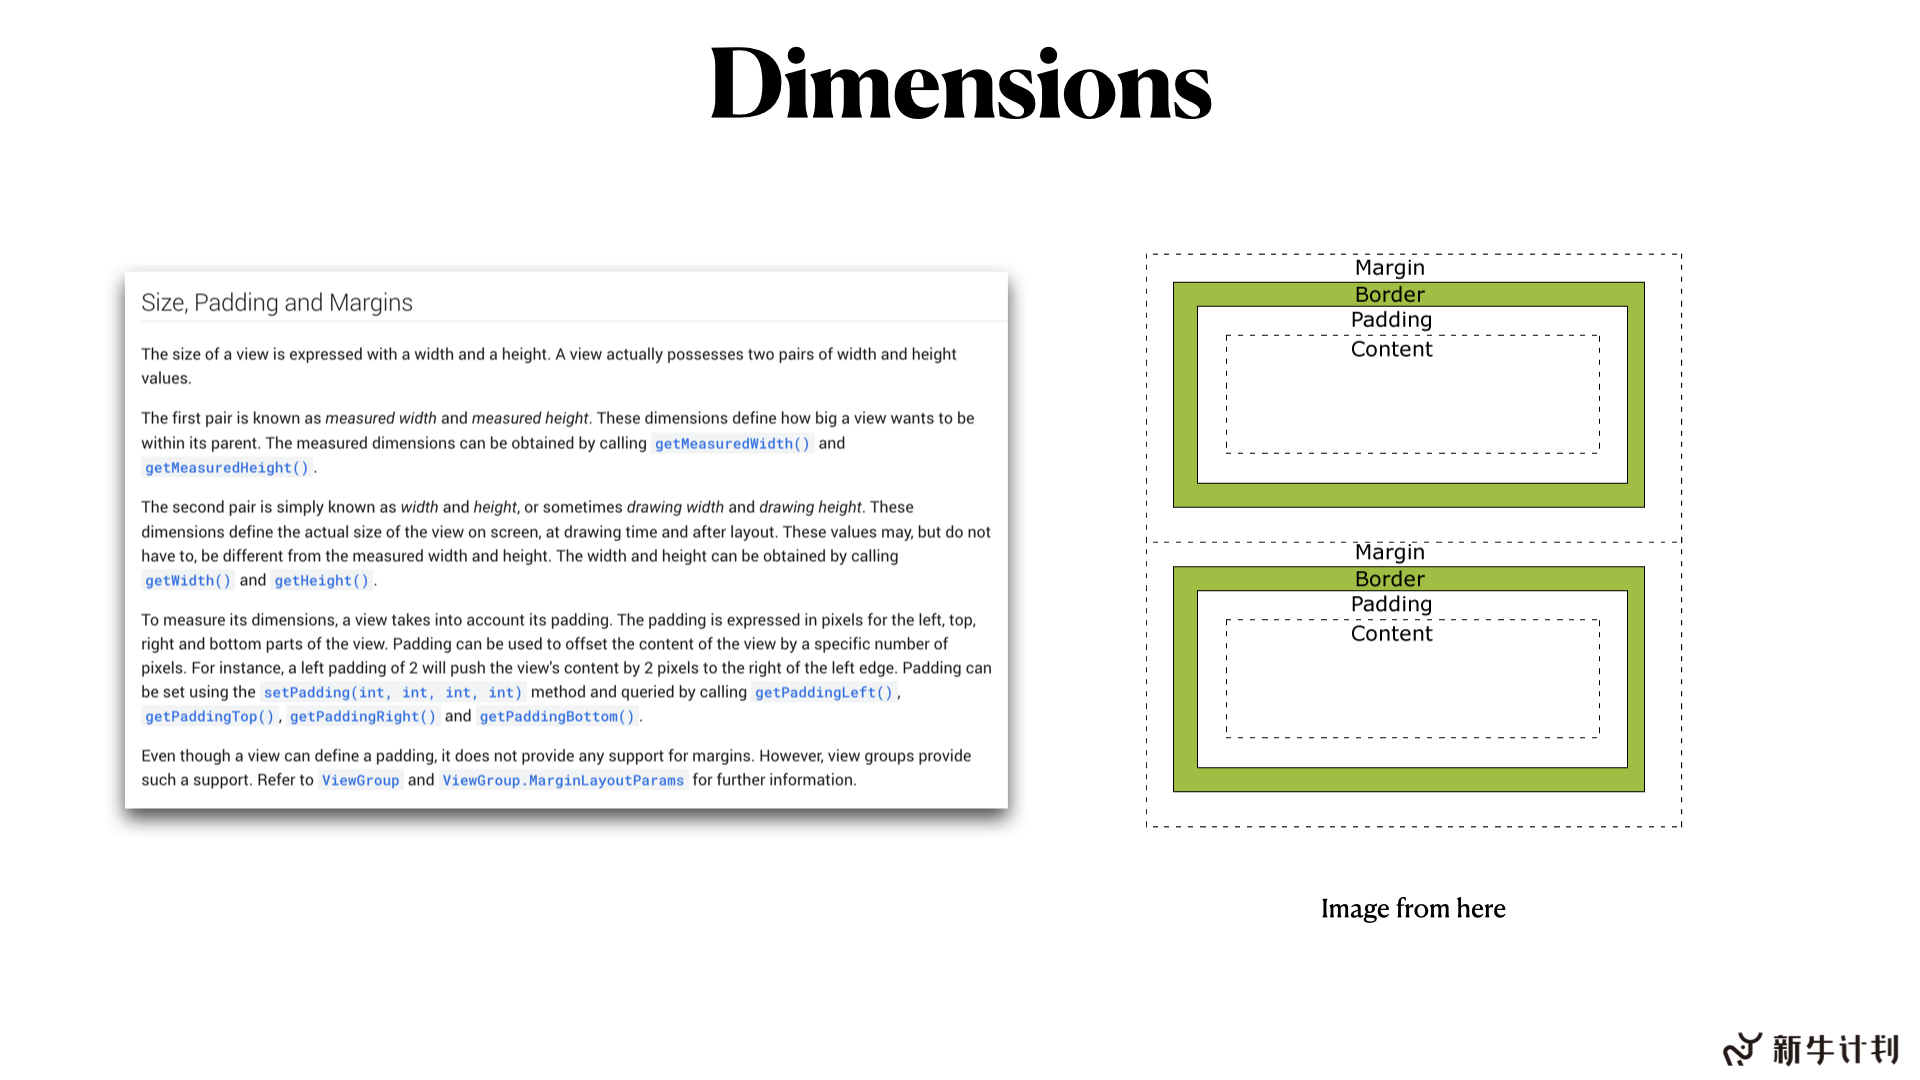 Dimensions
Size, Padding and Margins
The size of a view is expressed with a width and a height. A view actually possesses two pairs of width and height
values.
The first pair is known as measured width and measured height. These dimensions define how big a view wants to be
within its parent. The measured dimensions can be obtained by calling getMeasuredWidth() and
getMeasuredHeight().
The second pair is simply known as width and height, or sometimes drawing width and drawing height. These
dimensions define the actual size of the view on screen, at drawing time and after layout. These values may, but do not
have to, be different from the measured width and height. The width and height can be obtained by calling
getWidth() and getHeight().
To measure its dimensions, a view takes into account its padding. The padding is expressed in pixels for the left, top,
right and bottom parts of the view. Padding can be used to offset the content of the view by a specific number of
pixels. For instance, a left padding of 2 will push the view's content by 2 pixels to the right of the left edge. Padding can
be set using the setPadding(int, int, int, int) method and queried by calling getPaddingLeft(),
getPaddingTop(), getPaddingRight() and getPaddingBottom().
Even though a view can define a padding, it does not provide any support for margins. However, view groups provide
such a support. Refer to ViewGroup and ViewGroup.MarginLayoutParams for further information.
Margin
Border
Padding
Content
Margin
Border
Padding
Content
Image from here
新牛计划